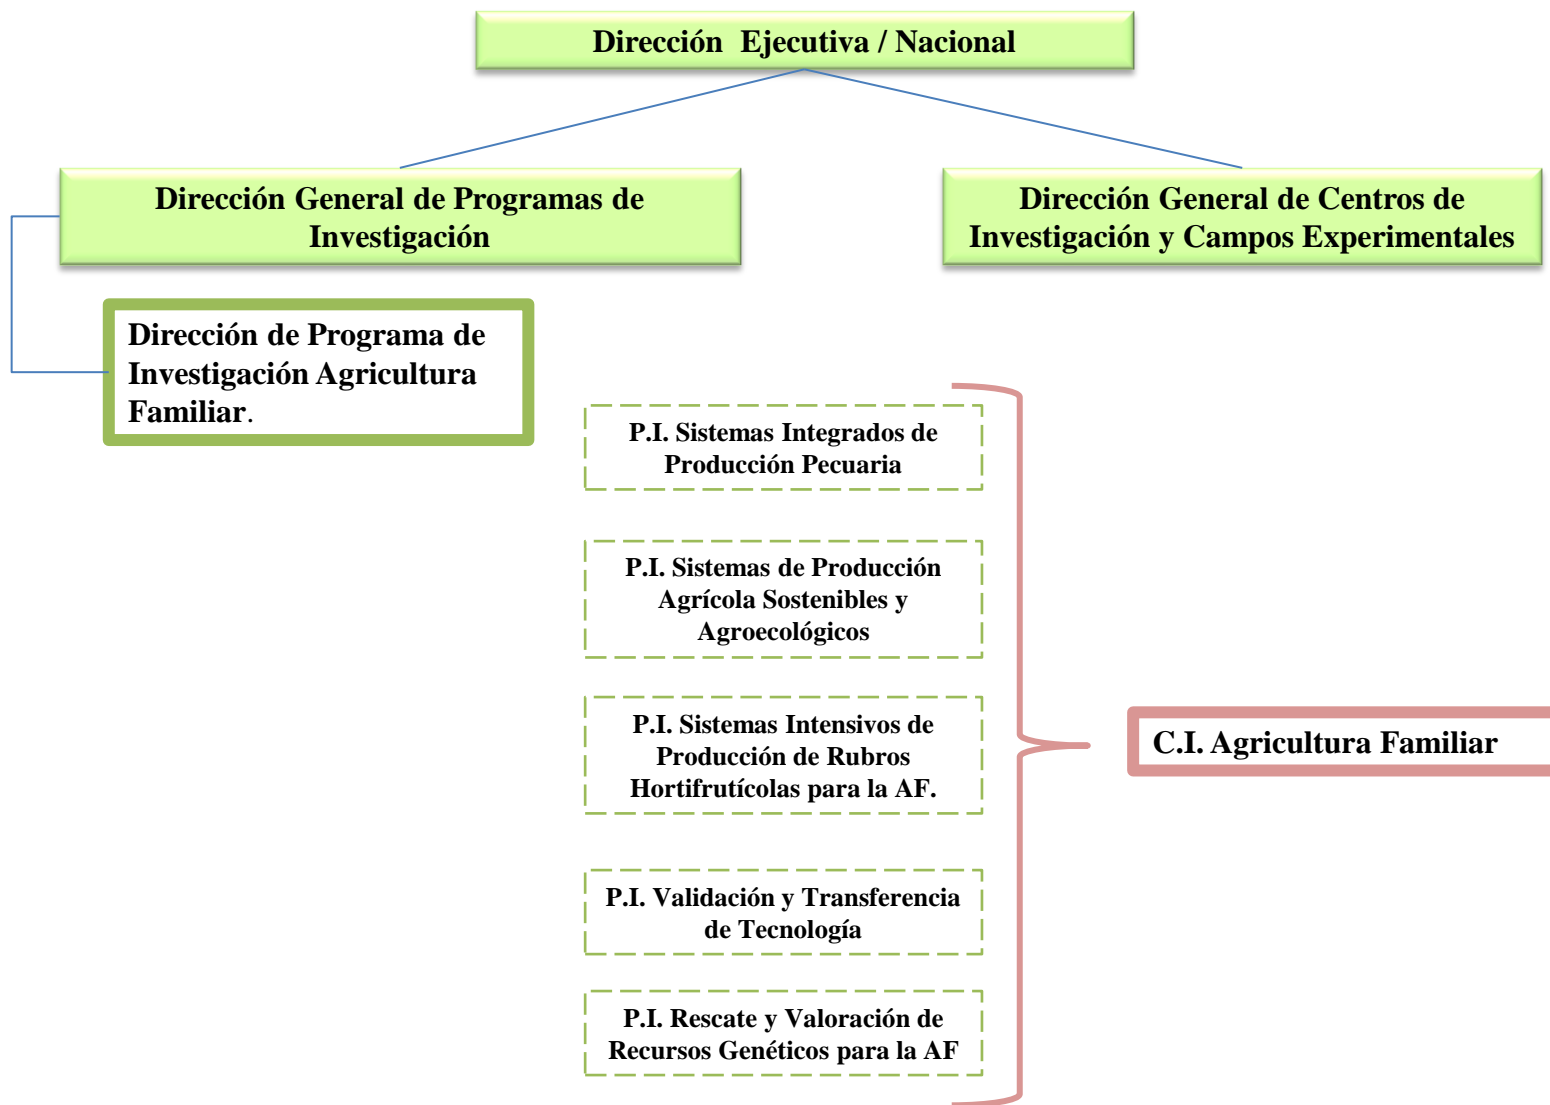 Dirección Ejecutiva / Nacional
Dirección General de Programas de
Investigación
Dirección General de Centros de
Investigación y Campos Experimentales
Dirección de Programa de
Investigación Agricultura
Familiar.
P.I. Sistemas Integrados de
Producción Pecuaria
P.I. Sistemas de Producción
Agrícola Sostenibles y
Agroecológicos
P.I. Sistemas Intensivos de
Producción de Rubros
Hortifrutícolas para la AF.
C.I. Agricultura Familiar
P.I. Validación y Transferencia
de Tecnología
P.I. Rescate y Valoración de
Recursos Genéticos para la AF